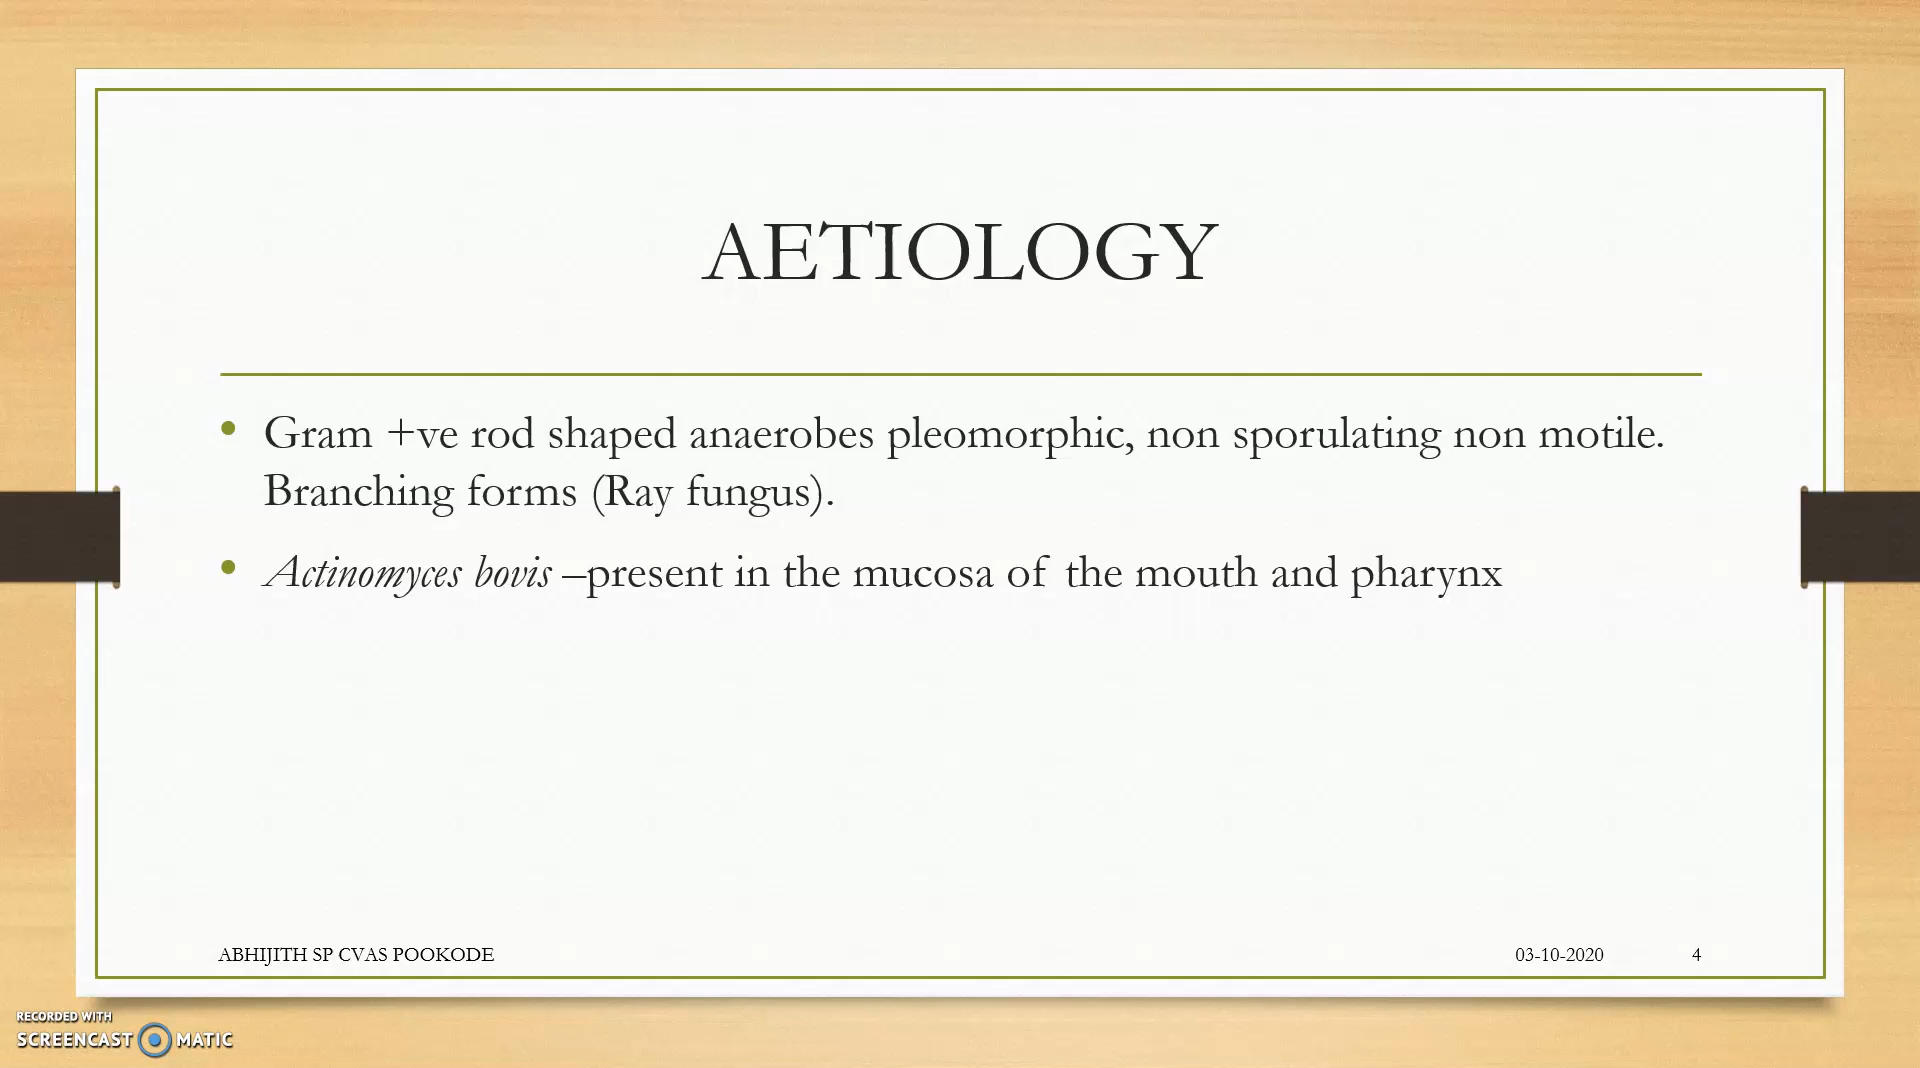 AETIOLOGY
• Gram +ve rod shaped anaerobes pleomorphic, non sporulating non motile.
Branching forms (Ray fungus).
• Actinomyces bovis –present in the mucosa of the mouth and pharynx
ABHIJITH SP CVAS POOKODE
03-10-2020
4
RECORDED WITH
SCREENCAST MATIC